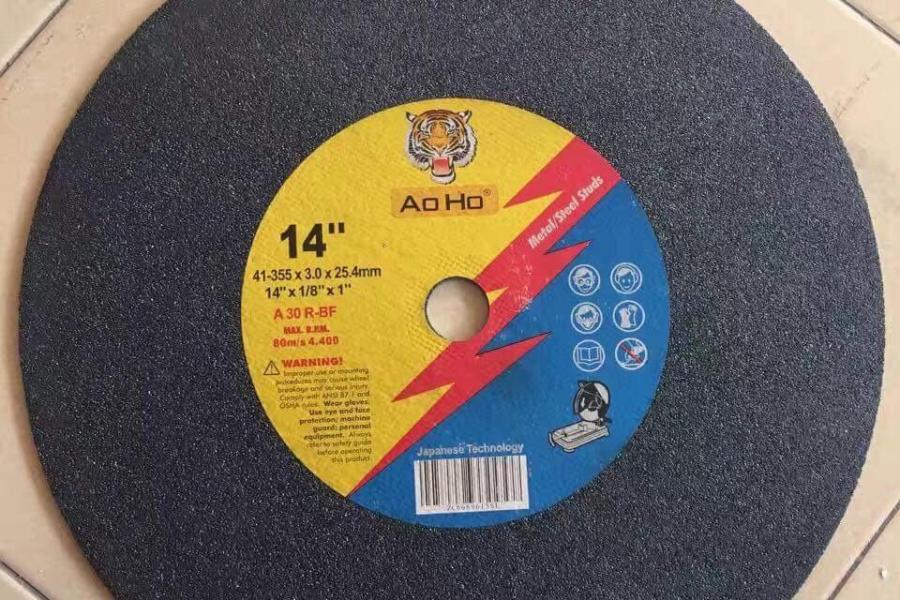 Ao Ho®
14"
41-355 x 3.0 x 25.4mm
14" x 1/8" x 1"
A 30 R-BF
MAX. R.P.M.
80m/s 4.400
WARNING!
Improper use or mounting
procedures may cause wheel
breakage and serious injury.
Comply with ANSI B7.1 and
OSHA rules. Wear gloves.
Use eye and face
protection; machine
guard; personal
equipment. Always
refer to safety guide
before operating
this product.
Metal/Steel Studs
Japanese Technology